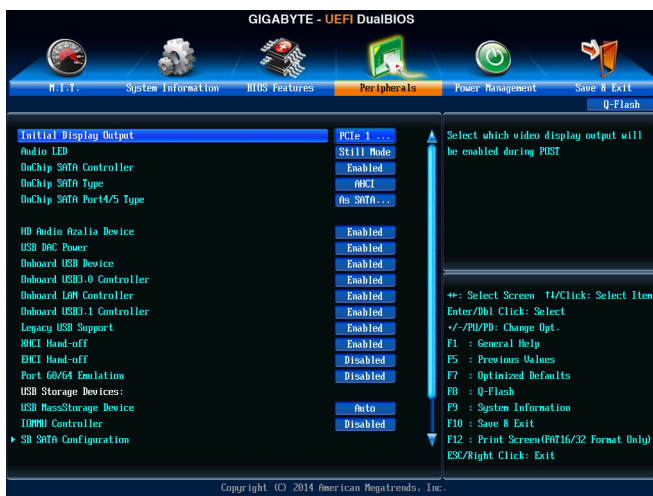 GIGABYTE - UEFI DualBIOS
M.I.T. System Information BIOS Features Peripherals Power Management Save & Exit
Q-Flash
Initial Display Output PCIe 1 ...
Audio LED Still Mode
OnChip SATA Controller Enabled
OnChip SATA Type AHCI
OnChip SATA Port4/5 Type As SATA...
HD Audio Azalia Device Enabled
USB DAC Power Enabled
Onboard USB Device Enabled
Onboard USB3.0 Controller Enabled
Onboard LAN Controller Enabled
Onboard USB3.1 Controller Enabled
Legacy USB Support Enabled
XHCI Hand-off Enabled
EHCI Hand-off Disabled
Port 60/64 Emulation Disabled
USB Storage Devices:
USB MassStorage Device Auto
IOMMU Controller Disabled
SB SATA Configuration
Select which video display output will
be enabled during POST
↔: Select Screen ↑↓/Click: Select Item
Enter/Dbl Click: Select
+/-/PU/PD: Change Opt.
F1 : General Help
F5 : Previous Values
F7 : Optimized Defaults
F8 : Q-Flash
F9 : System Information
F10 : Save & Exit
F12 : Print Screen(FAT16/32 Format Only)
ESC/Right Click: Exit
Copyright (C) 2014 American Megatrends, Inc.